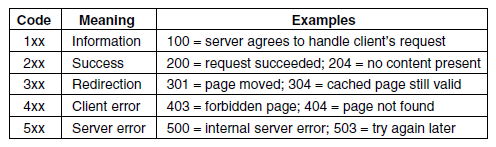 Code Meaning Examples
1xx Information 100 = server agrees to handle client's request
2xx Success 200 = request succeeded; 204 = no content present
3xx Redirection 301 = page moved; 304 = cached page still valid
4xx Client error 403 = forbidden page; 404 = page not found
5xx Server error 500 = internal server error; 503 = try again later